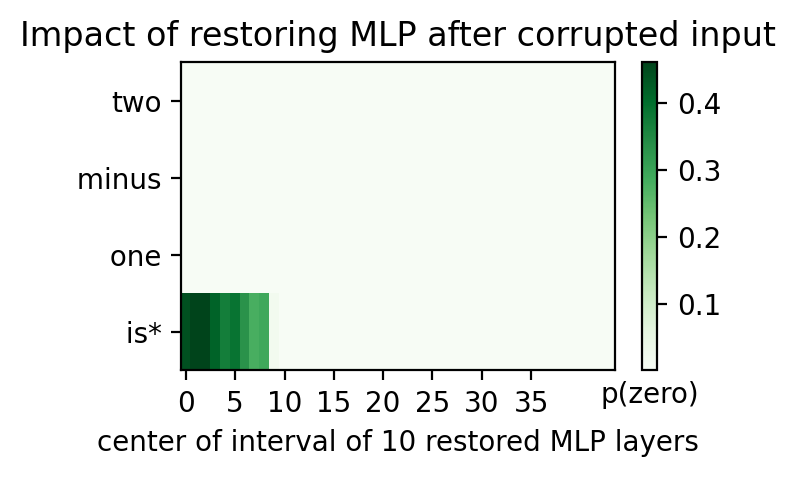 Impact of restoring MLP after corrupted input
two
minus
one
is*
0 5 10 15 20 25 30 35
center of interval of 10 restored MLP layers
0.4
0.3
0.2
0.1
p(zero)